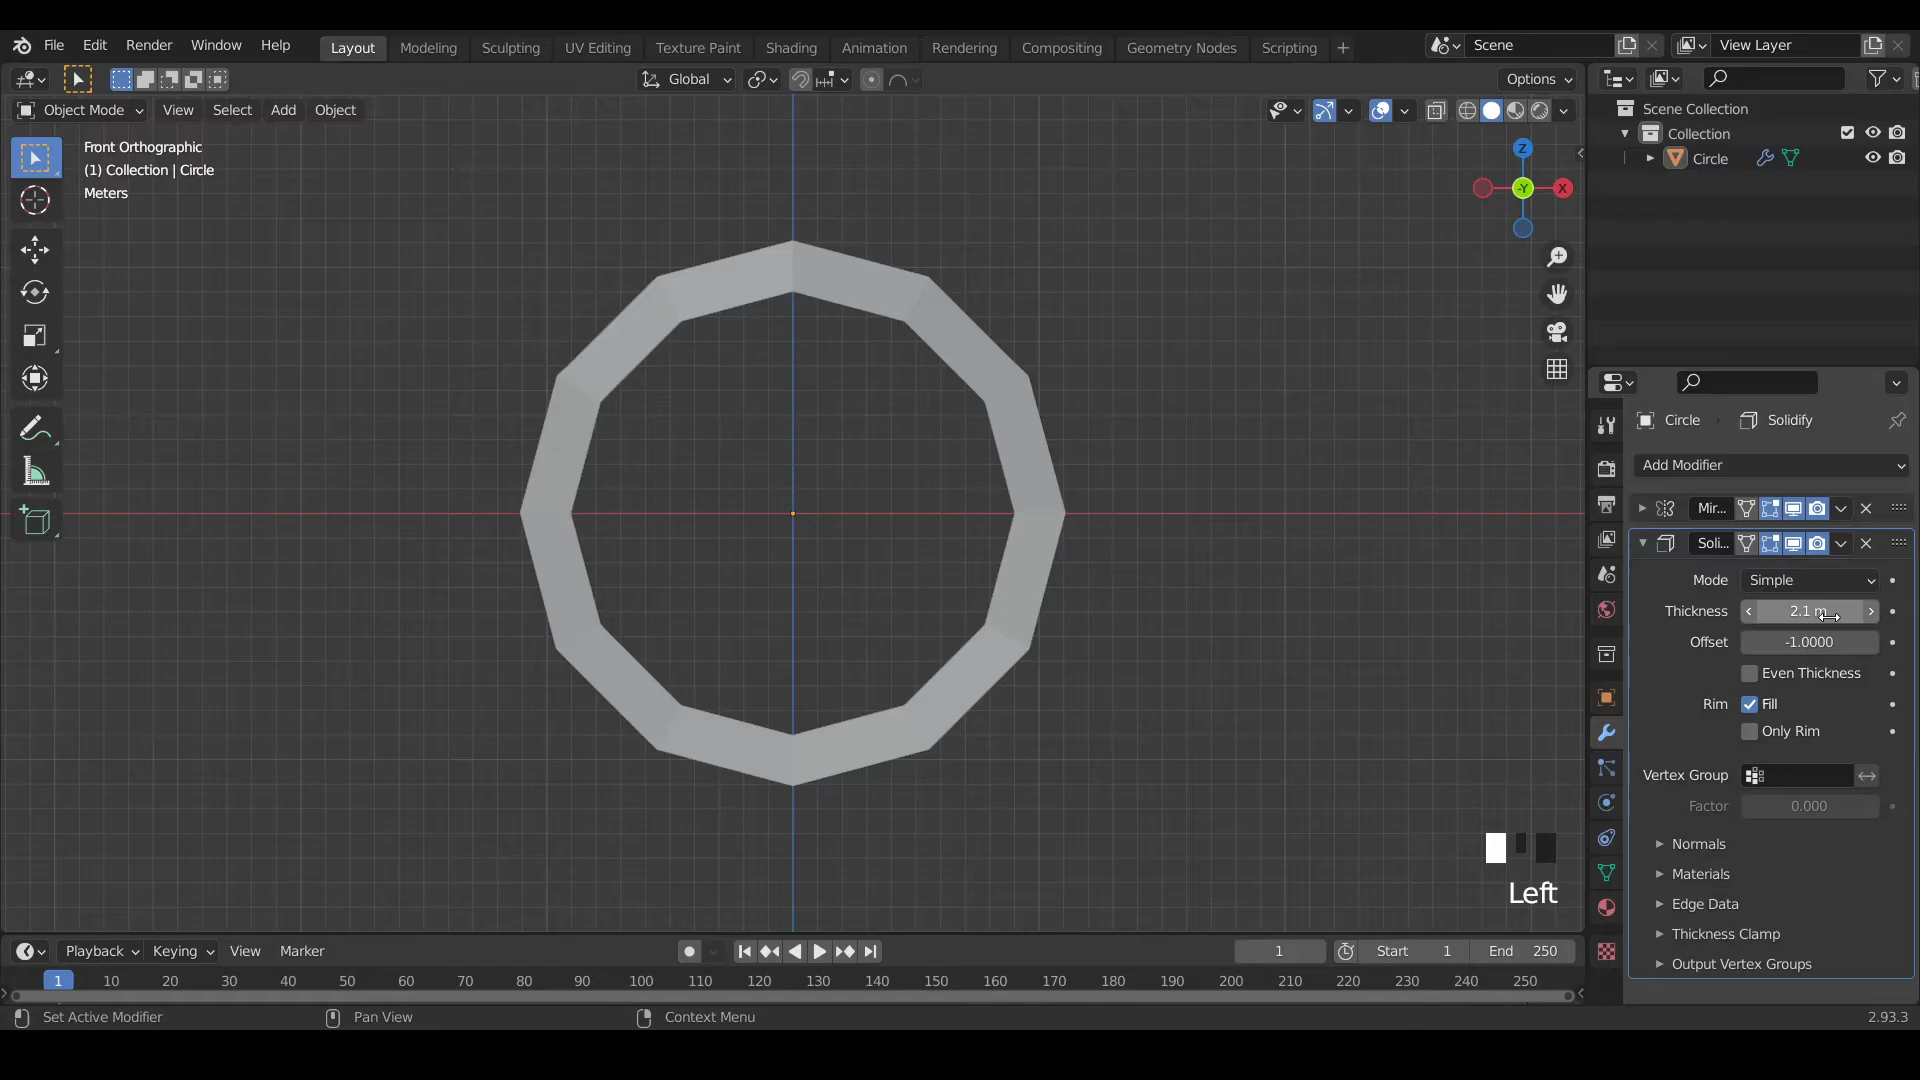 File Edit Render Window Help Layout Modeling Sculpting UV Editing Texture Paint Shading Animation Rendering Compositing Geometry Nodes Scripting + Scene View Layer
Global Options
Object Mode View Select Add Object
Front Orthographic
(1) Collection | Circle
Meters
Z
-Y
X
Scene Collection
Collection
Circle
Circle Solidify
Add Modifier
Mir...
Soli...
Mode Simple
Thickness 2.1 m
Offset -1.0000
Even Thickness
Rim Fill
Only Rim
Vertex Group
Factor 0.000
Normals
Materials
Edge Data
Thickness Clamp
Output Vertex Groups
Left
Playback Keying View Marker 1 Start 1 End 250
1 10 20 30 40 50 60 70 80 90 100 110 120 130 140 150 160 170 180 190 200 210 220 230 240 250
Set Active Modifier Pan View Context Menu 2.93.3